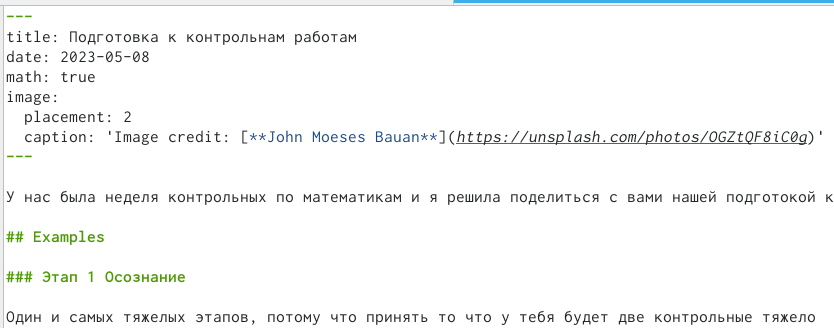 ---
title: Подготовка к контрольнам работам
date: 2023-05-08
math: true
image:
  placement: 2
  caption: 'Image credit: [**John Moeses Bauan**](https://unsplash.com/photos/OGZtQF8iC0g)'
---
У нас была неделя контрольных по математикам и я решила поделиться с вами нашей подготокой к
## Examples
### Этап 1 Осознание
Один и самых тяжелых этапов, потому что принять то что у тебя будет две контрольные тяжело